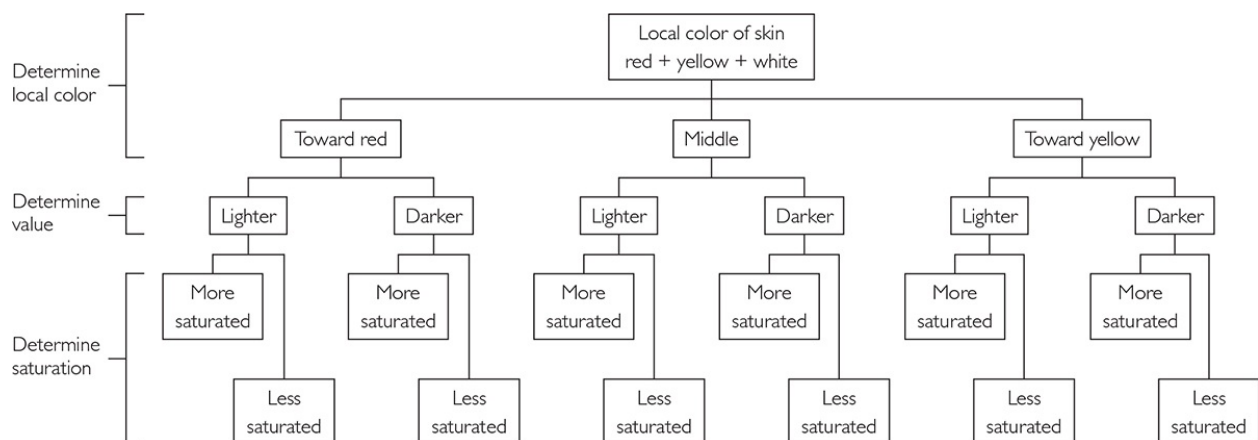 Local color of skin
red + yellow + white
Determine
local color
Toward red
Middle
Toward yellow
Determine
value
Lighter
Darker
Lighter
Darker
Lighter
Darker
More
saturated
More
saturated
More
saturated
More
saturated
More
saturated
More
saturated
Determine
saturation
Less
saturated
Less
saturated
Less
saturated
Less
saturated
Less
saturated
Less
saturated